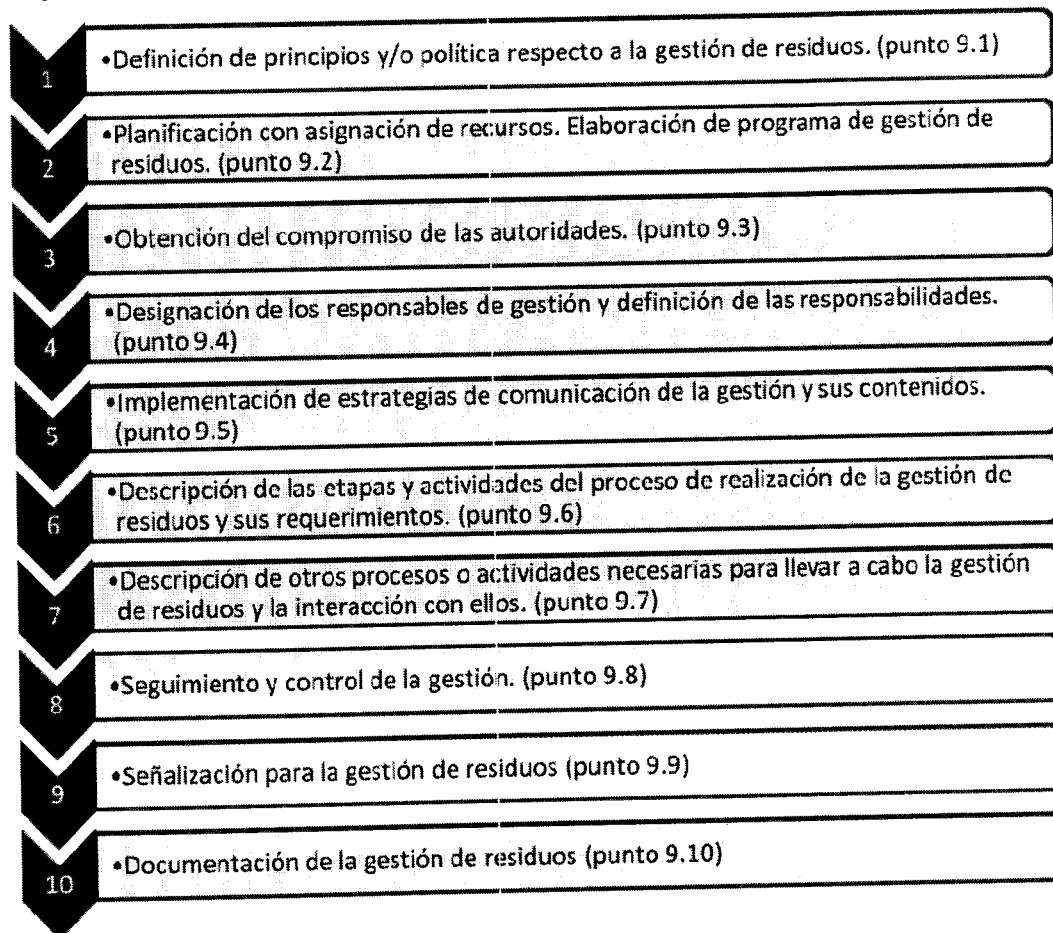 1
•Definición de principios y/o política respecto a la gestión de residuos. (punto 9.1)
2
•Planificación con asignación de recursos. Elaboración de programa de gestión de
residuos. (punto 9.2)
3
•Obtención del compromiso de las autoridades. (punto 9.3)
4
•Designación de los responsables de gestión y definición de las responsabilidades.
(punto 9.4)
5
•Implementación de estrategias de comunicación de la gestión y sus contenidos.
(punto 9.5)
6
•Descripción de las etapas y actividades del proceso de realización de la gestión de
residuos y sus requerimientos. (punto 9.6)
7
•Descripción de otros procesos o actividades necesarias para llevar a cabo la gestión
de residuos y la interacción con ellos. (punto 9.7)
8
•Seguimiento y control de la gestión. (punto 9.8)
9
•Señalización para la gestión de residuos (punto 9.9)
10
•Documentación de la gestión de residuos (punto 9.10)